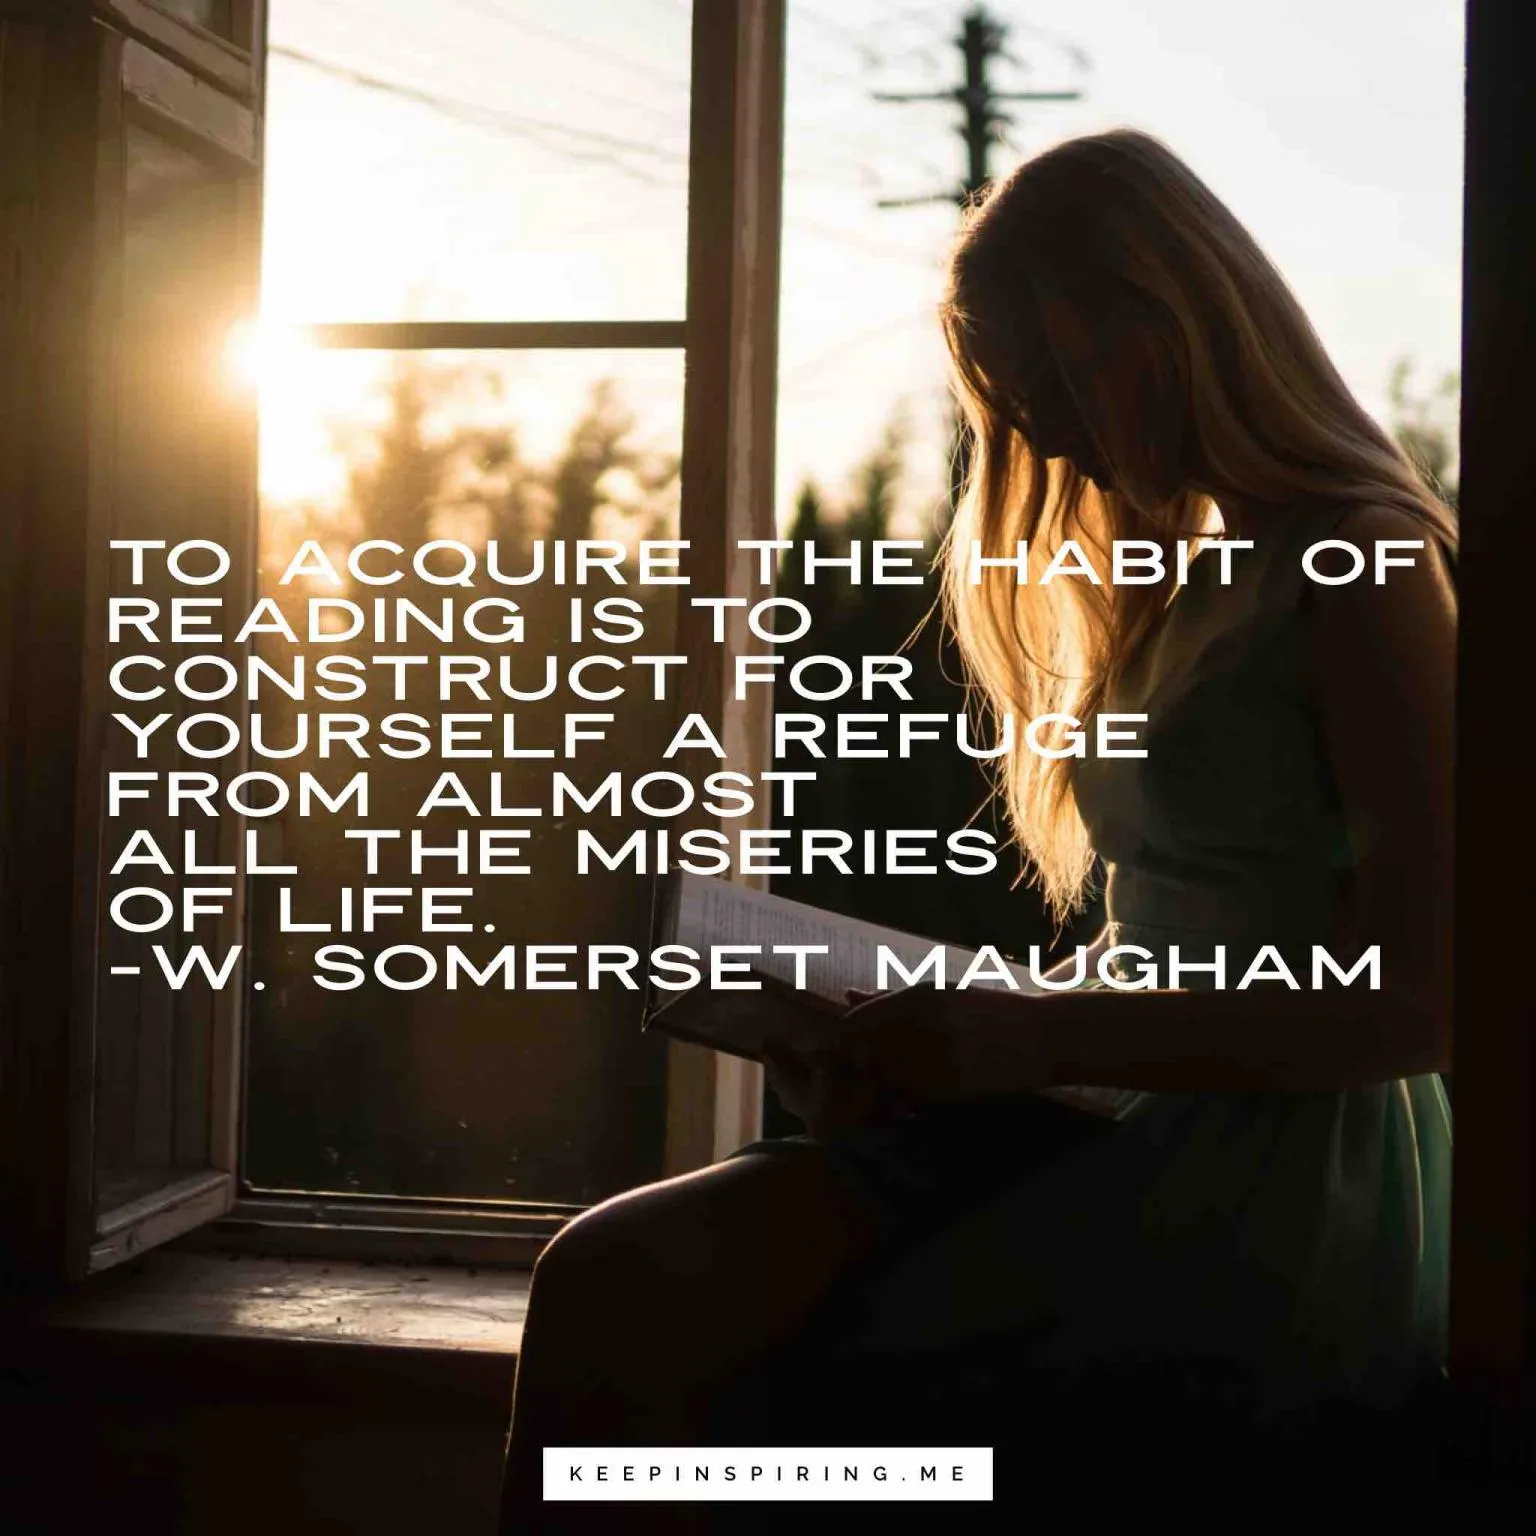 TO ACQUIRE THE HABIT OF
READING IS TO
CONSTRUCT FOR
YOURSELF A REFUGE
FROM ALMOST
ALL THE MISERIES
OF LIFE.
-W. SOMERSET MAUGHAM
KEEPINSPIRING.ME